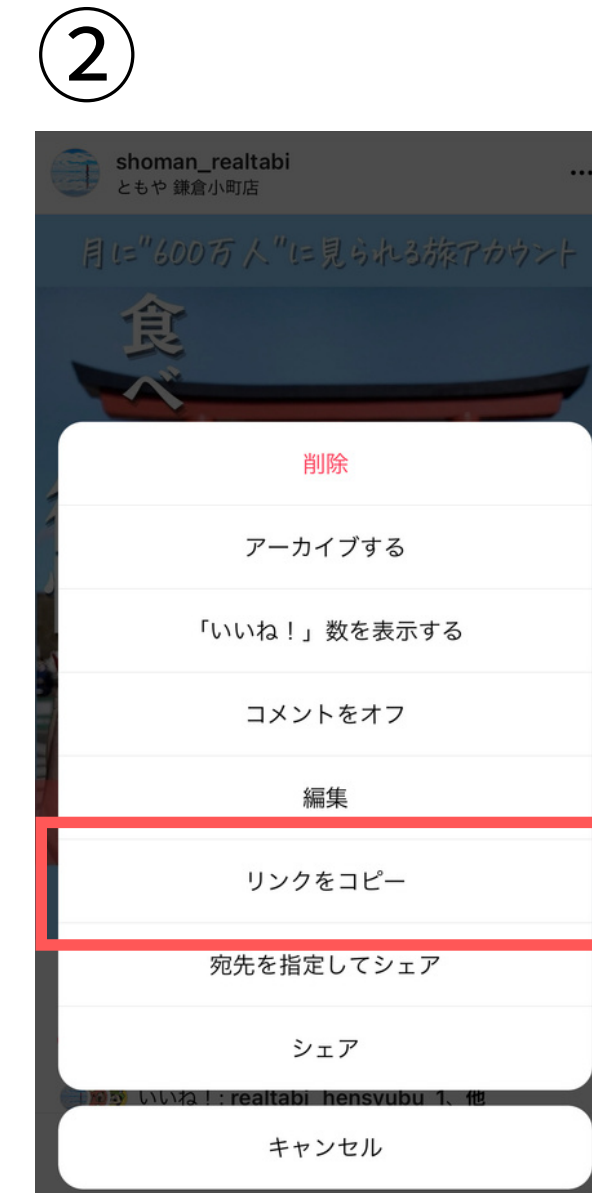 ②
shoman_realtabi
ともや 鎌倉小町店
月に"600万人"に見られる旅アカウント
食べ
削除
アーカイブする
「いいね！」数を表示する
コメントをオフ
編集
リンクをコピー
宛先を指定してシェア
シェア
いいね！: realtabi_hensyubu_1、他
キャンセル